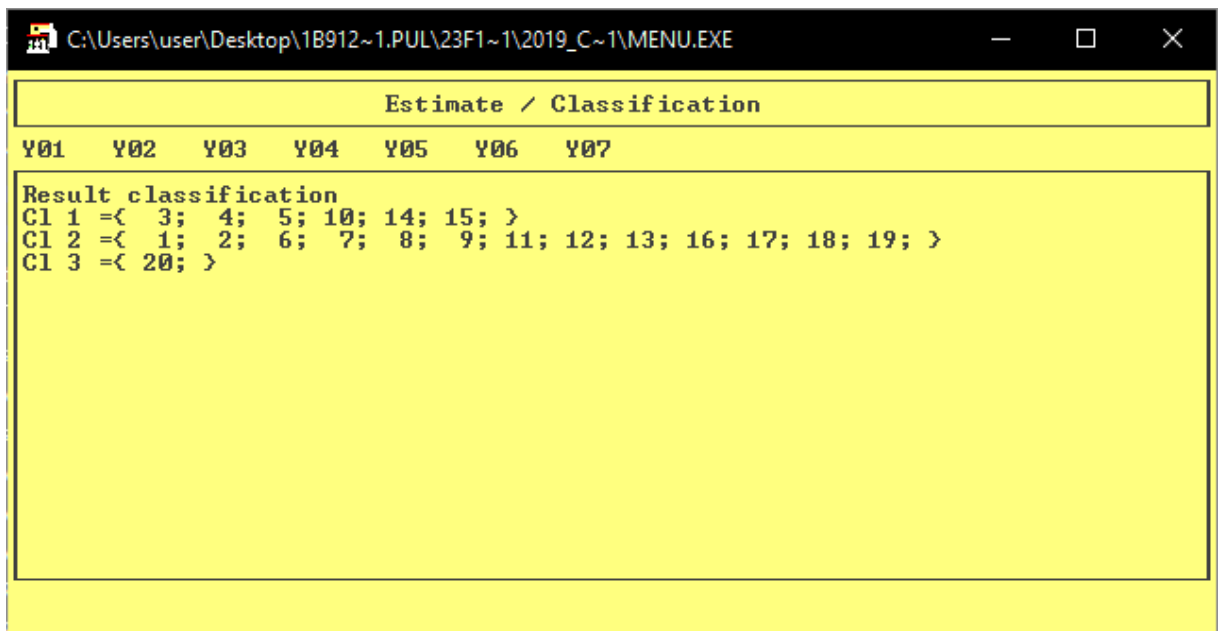 C:\Users\user\Desktop\1B912~1.PUL\23F1~1\2019_C~1\MENU.EXE
Estimate / Classification
Y01 Y02 Y03 Y04 Y05 Y06 Y07
Result classification
Cl 1 ={ 3; 4; 5; 10; 14; 15; }
Cl 2 ={ 1; 2; 6; 7; 8; 9; 11; 12; 13; 16; 17; 18; 19; }
Cl 3 ={ 20; }